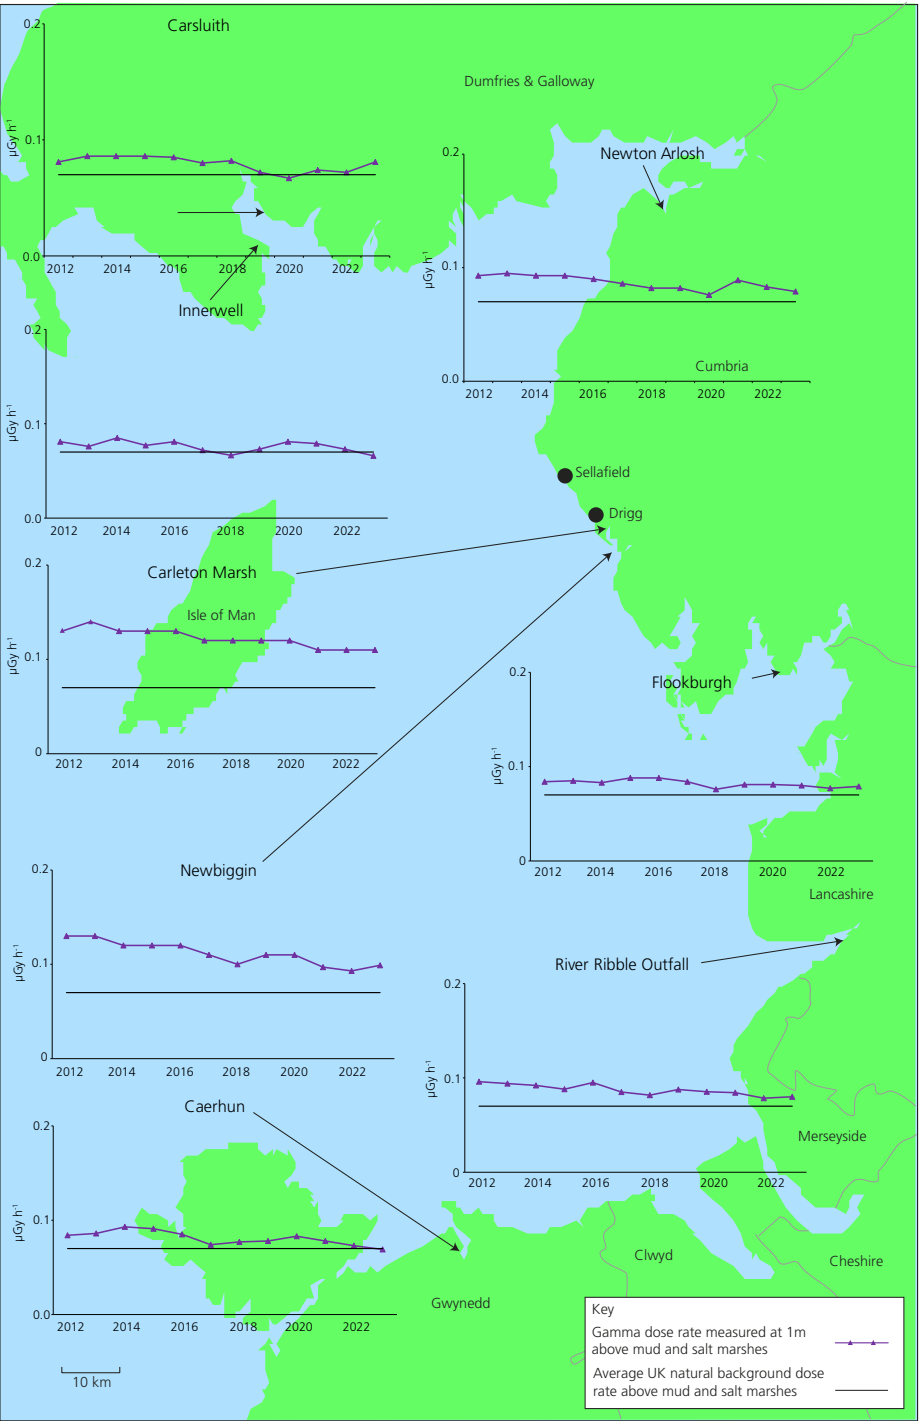 Carsluith
0.2
0.1
0.0
µGy h-1
2012 2014 2016 2018 2020 2022
Dumfries & Galloway
Newton Arlosh
0.2
0.1
0.0
µGy h-1
2012 2014 2016 2018 2020 2022
Cumbria
Innerwell
0.2
0.1
0.0
µGy h-1
2012 2014 2016 2018 2020 2022
Sellafield
Drigg
Carleton Marsh
Isle of Man
0.2
0.1
0
µGy h-1
2012 2014 2016 2018 2020 2022
Flookburgh
0.2
0.1
0
µGy h-1
2012 2014 2016 2018 2020 2022
Newbiggin
0.2
0.1
0
µGy h-1
2012 2014 2016 2018 2020 2022
Lancashire
River Ribble Outfall
0.2
0.1
0
µGy h-1
2012 2014 2016 2018 2020 2022
Merseyside
Caerhun
0.2
0.1
0.0
µGy h-1
2012 2014 2016 2018 2020 2022
Clwyd
Cheshire
Gwynedd
10 km
Key
Gamma dose rate measured at 1m
above mud and salt marshes
Average UK natural background dose
rate above mud and salt marshes